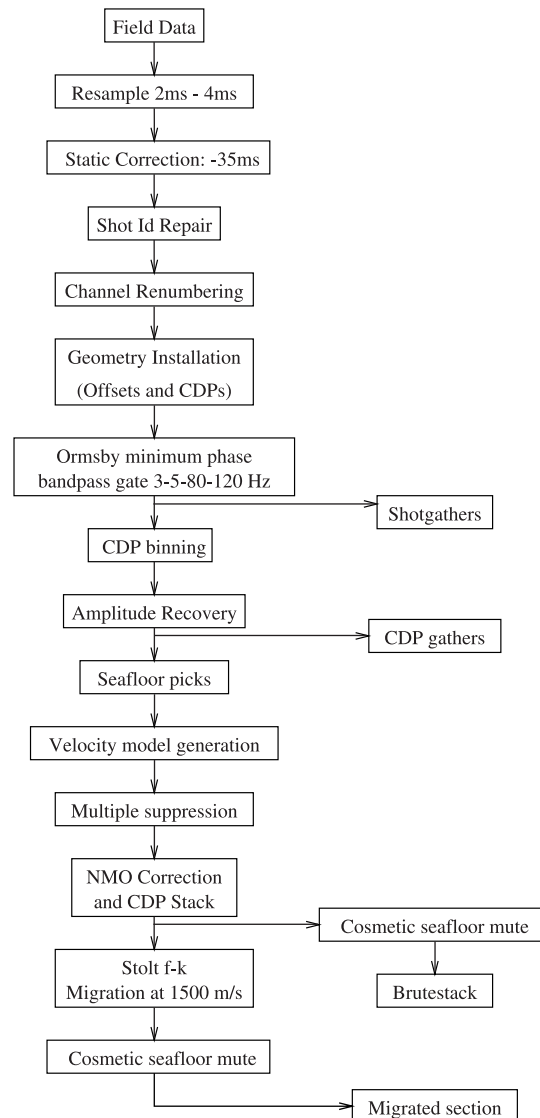 Field Data
Resample 2ms - 4ms
Static Correction: -35ms
Shot Id Repair
Channel Renumbering
Geometry Installation
(Offsets and CDPs)
Ormsby minimum phase
bandpass gate 3-5-80-120 Hz
Shotgathers
CDP binning
Amplitude Recovery
CDP gathers
Seafloor picks
Velocity model generation
Multiple suppression
NMO Correction
and CDP Stack
Cosmetic seafloor mute
Stolt f-k
Migration at 1500 m/s
Brutestack
Cosmetic seafloor mute
Migrated section